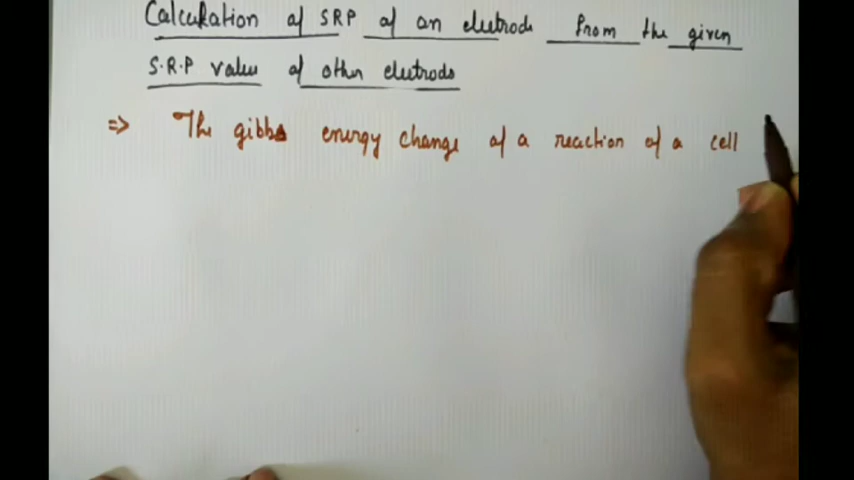 Calculation of SRP of an electrode from the given
S.R.P value of other electrode
⇒ The gibbs energy change of a reaction of a cell